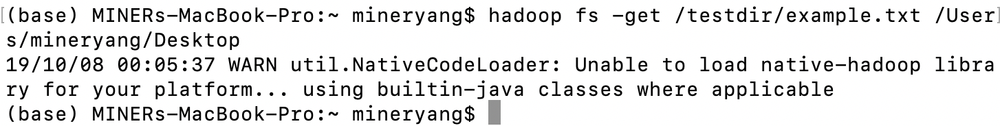 [(base) MINERs-MacBook-Pro:~ mineryang$ hadoop fs -get /testdir/example.txt /User]
s/mineryang/Desktop
19/10/08 00:05:37 WARN util.NativeCodeLoader: Unable to load native-hadoop libra
ry for your platform... using builtin-java classes where applicable
(base) MINERs-MacBook-Pro:~ mineryang$